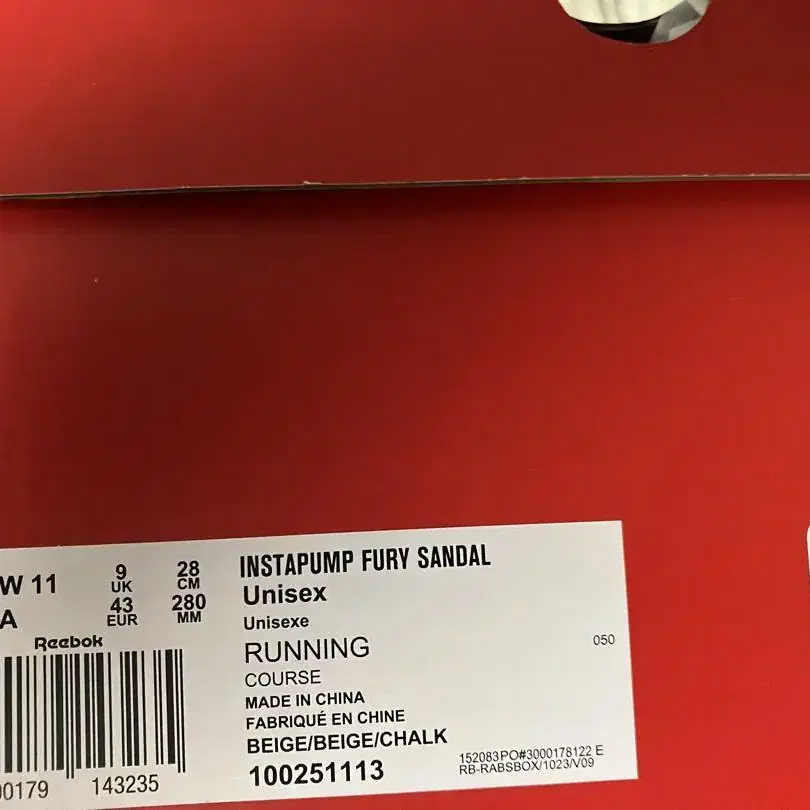 W 11
9
UK
28
CM
A
43
EUR
280
MM
Reebok
00179 143235
INSTAPUMP FURY SANDAL
Unisex
Unisexe
RUNNING
COURSE
050
MADE IN CHINA
FABRIQUÉ EN CHINE
BEIGE/BEIGE/CHALK
100251113
152083PO#3000178122 E
RB-RABSBOX/1023/V09